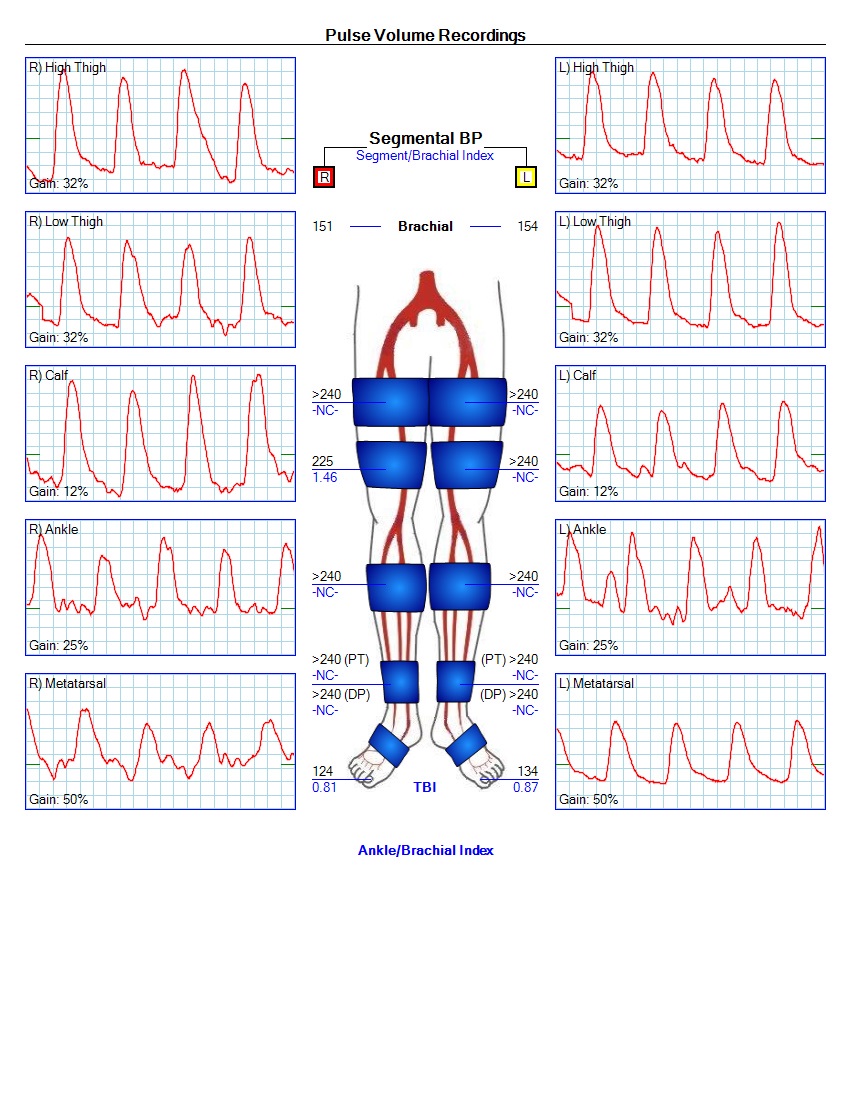 Pulse Volume Recordings
R) High Thigh
Gain: 32%
R) Low Thigh
Gain: 32%
R) Calf
Gain: 12%
R) Ankle
Gain: 25%
R) Metatarsal
Gain: 50%
Segmental BP
Segment/Brachial Index
R
L
151
Brachial
154
>240
-NC-
>240
-NC-
225
1.46
>240
-NC-
>240
-NC-
>240
-NC-
>240 (PT)
-NC-
>240 (DP)
-NC-
(PT) >240
-NC-
(DP) >240
-NC-
124
0.81
TBI
134
0.87
Ankle/Brachial Index
L) High Thigh
Gain: 32%
L) Low Thigh
Gain: 32%
L) Calf
Gain: 12%
L) Ankle
Gain: 25%
L) Metatarsal
Gain: 50%